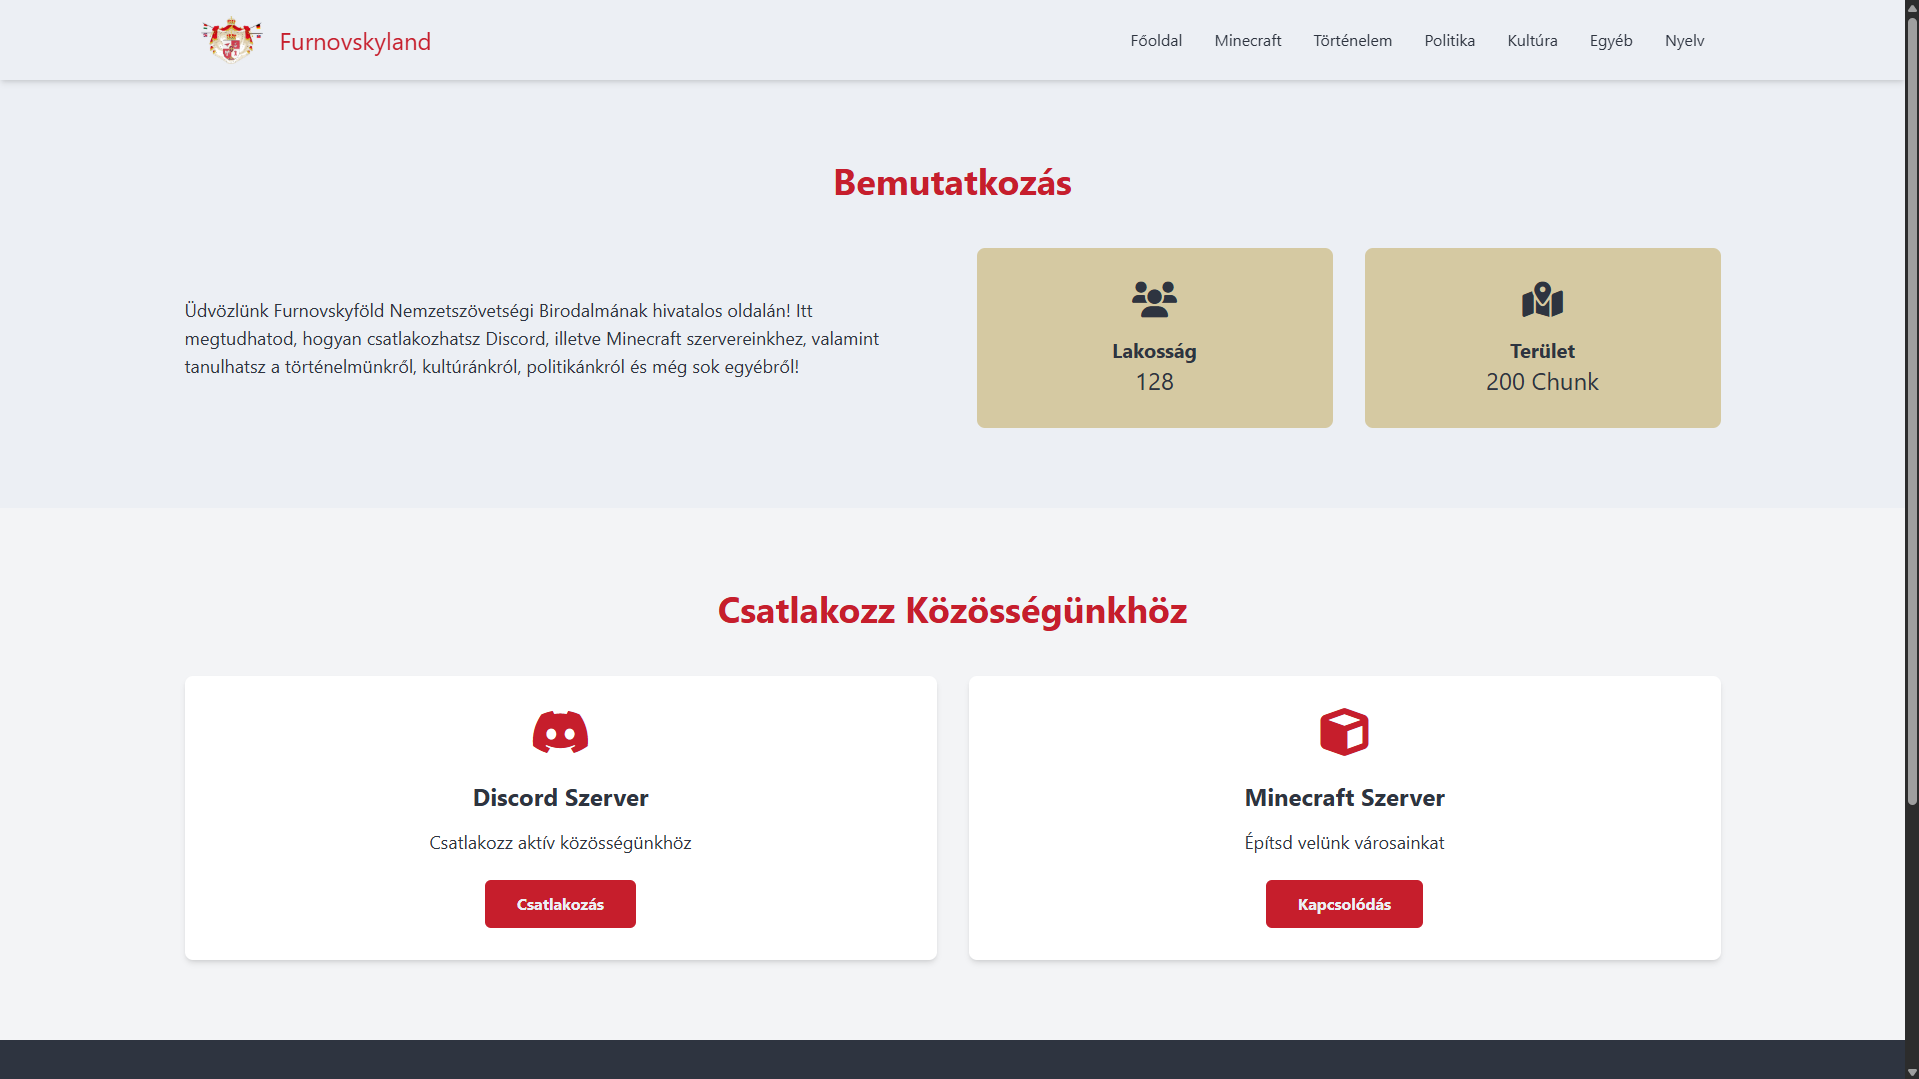 Furnovskyland
Főoldal Minecraft Történelem Politika Kultúra Egyéb Nyelv
Bemutatkozás
Üdvözlünk Furnovskyföld Nemzetszövetségi Birodalmának hivatalos oldalán! Itt
megtudhatod, hogyan csatlakozhatsz Discord, illetve Minecraft szervereinkhez, valamint
tanulhatsz a történelmünkről, kultúránkról, politikánkról és még sok egyébről!
Lakosság
128
Terület
200 Chunk
Csatlakozz Közösségünkhöz
Discord Szerver
Csatlakozz aktív közösségünkhöz
Csatlakozás
Minecraft Szerver
Építsd velünk városainkat
Kapcsolódás